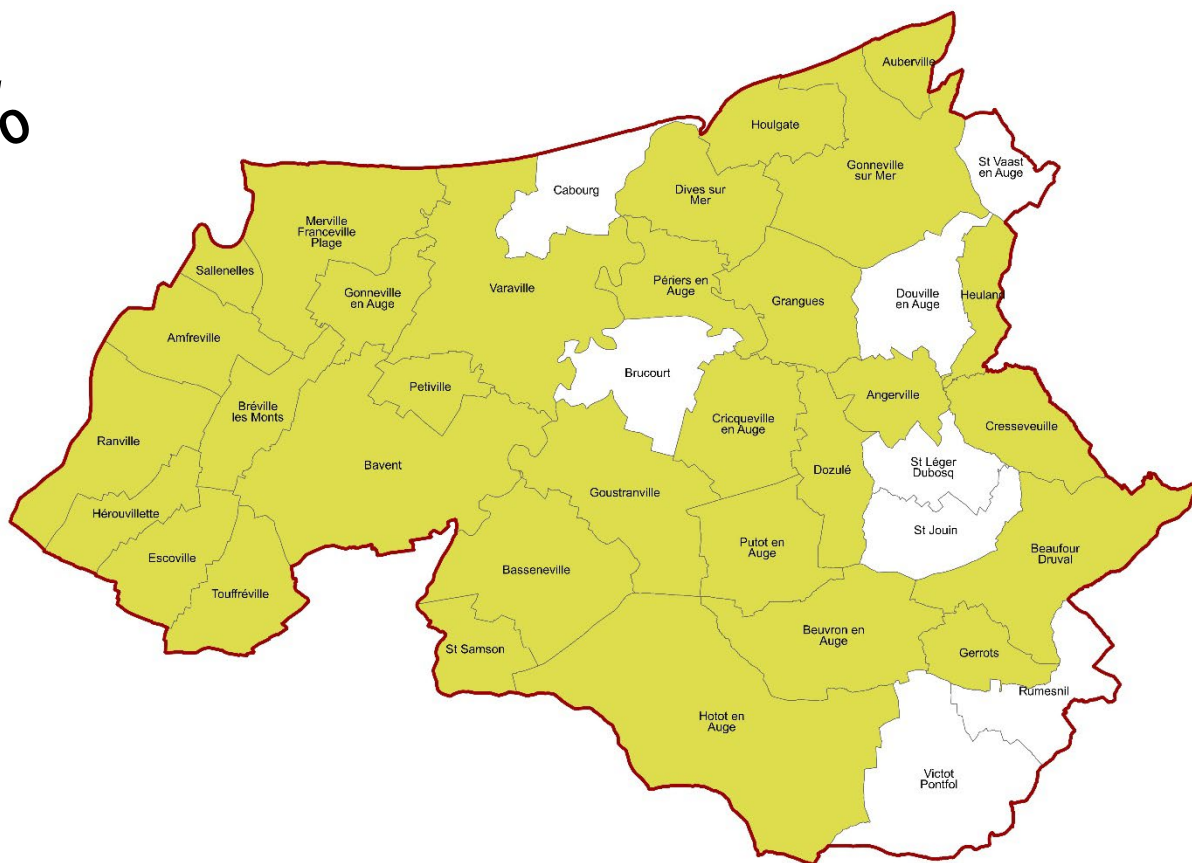 %
Auberville
Houlgate
St Vaast
en Auge
Gonneville
sur Mer
Cabourg
Dives sur
Mer
Merville
Franceville
Plage
Sallenelles
Gonneville
en Auge
Varaville
Périers en
Auge
Grangues
Douville
en Auge
Heuland
Amfreville
Brucourt
Petiville
Angerville
Bréville
les Monts
Cricqueville
en Auge
Cresseveuille
Ranville
Bavent
Dozulé
St Léger
Dubosq
Goustranville
Hérouvillette
St Jouin
Putot en
Auge
Beaufour
Druval
Escoville
Basseneville
Touffréville
Beuvron en
Auge
St Samson
Gerrots
Rumesnil
Hotot en
Auge
Victot
Pontfol